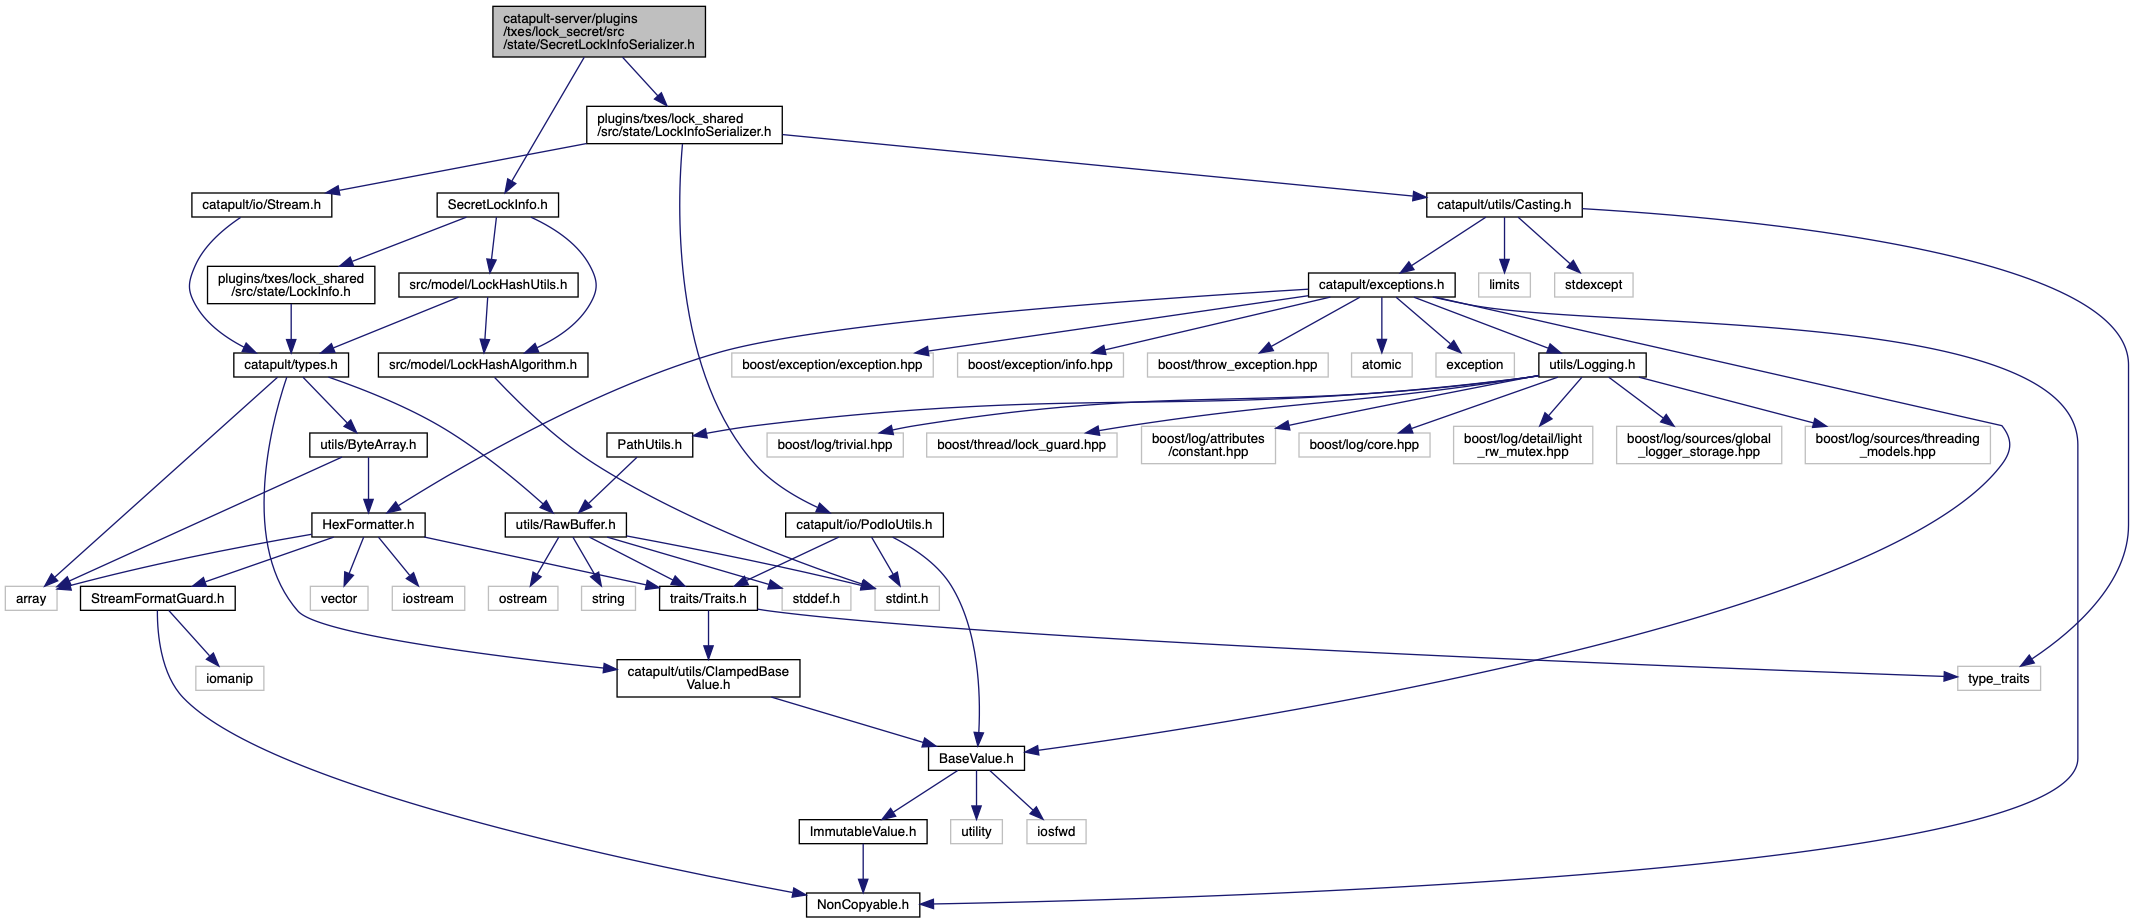 catapult-server/plugins
/txes/lock_secret/src
/state/SecretLockInfoSerializer.h
plugins/txes/lock_shared
/src/state/LockInfoSerializer.h
catapult/io/Stream.h
SecretLockInfo.h
catapult/utils/Casting.h
plugins/txes/lock_shared
/src/state/LockInfo.h
src/model/LockHashUtils.h
catapult/exceptions.h
limits
stdexcept
catapult/types.h
src/model/LockHashAlgorithm.h
boost/exception/exception.hpp
boost/exception/info.hpp
boost/throw_exception.hpp
atomic
exception
utils/Logging.h
utils/ByteArray.h
PathUtils.h
boost/log/trivial.hpp
boost/thread/lock_guard.hpp
boost/log/attributes
/constant.hpp
boost/log/core.hpp
boost/log/detail/light
_rw_mutex.hpp
boost/log/sources/global
_logger_storage.hpp
boost/log/sources/threading
_models.hpp
HexFormatter.h
utils/RawBuffer.h
catapult/io/PodIoUtils.h
array
StreamFormatGuard.h
vector
iostream
ostream
string
traits/Traits.h
stddef.h
stdint.h
iomanip
catapult/utils/ClampedBase
Value.h
type_traits
BaseValue.h
ImmutableValue.h
utility
iosfwd
NonCopyable.h